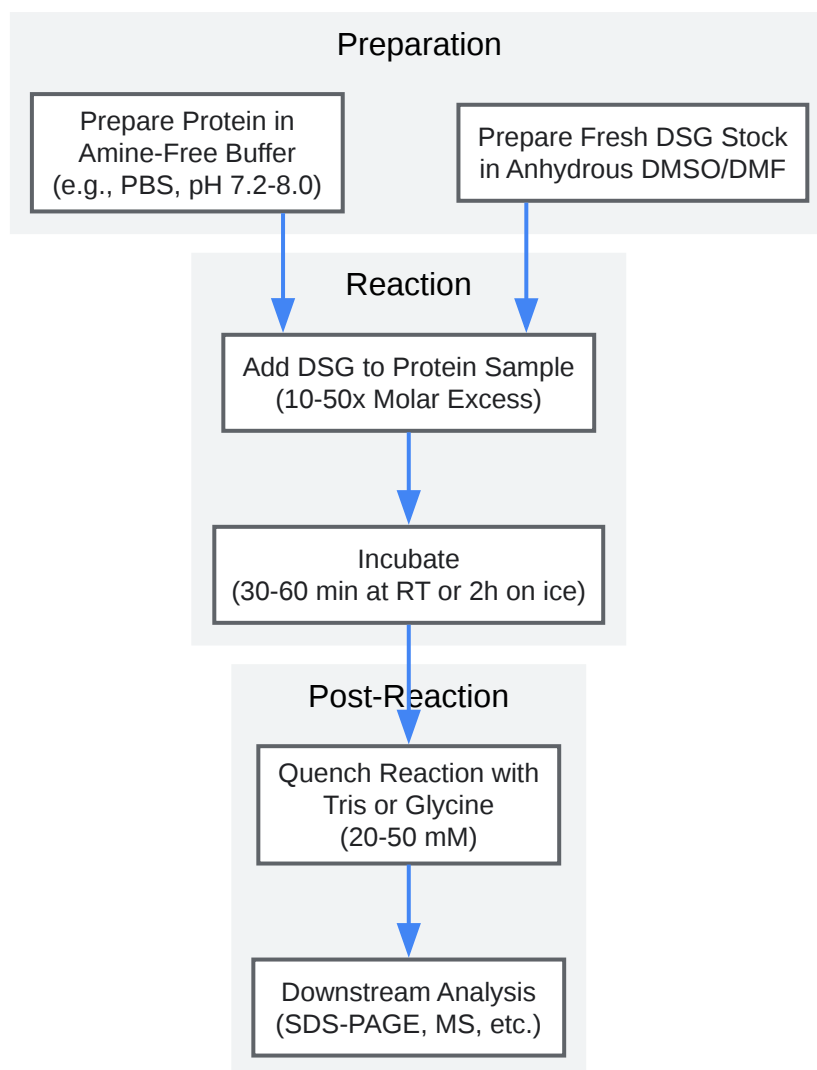 Preparation
Prepare Protein in
Amine-Free Buffer
(e.g., PBS, pH 7.2-8.0)
Prepare Fresh DSG Stock
in Anhydrous DMSO/DMF
Reaction
Add DSG to Protein Sample
(10-50x Molar Excess)
Incubate
(30-60 min at RT or 2h on ice)
Post-Reaction
Quench Reaction with
Tris or Glycine
(20-50 mM)
Downstream Analysis
(SDS-PAGE, MS, etc.)